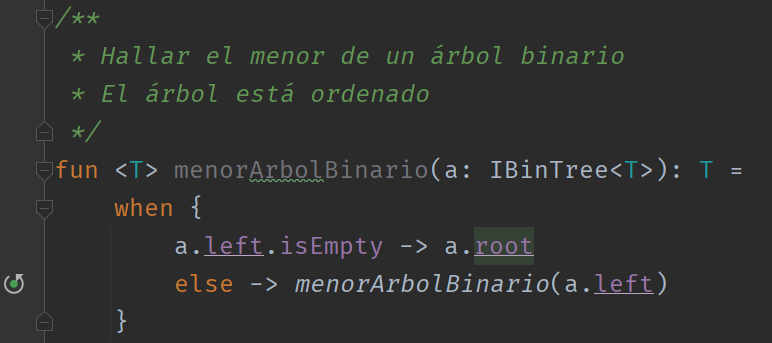 /**
* Hallar el menor de un árbol binario
* El árbol está ordenado
*/
fun <T> menorArbolBinario(a: IBinTree<T>): T =
when {
a.left.isEmpty -> a.root
else -> menorArbolBinario(a.left)
}